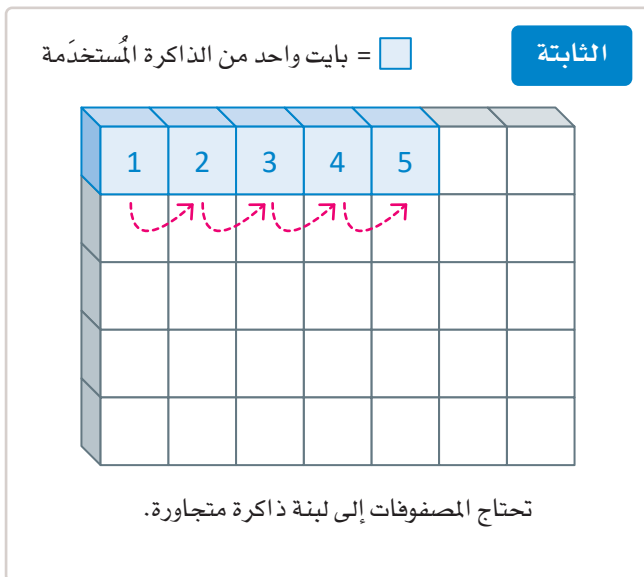 الثابتة
= بايت واحد من الذاكرة المُستخدَمة
1 2 3 4 5
تحتاج المصفوفات إلى لبنة ذاكرة متجاورة.